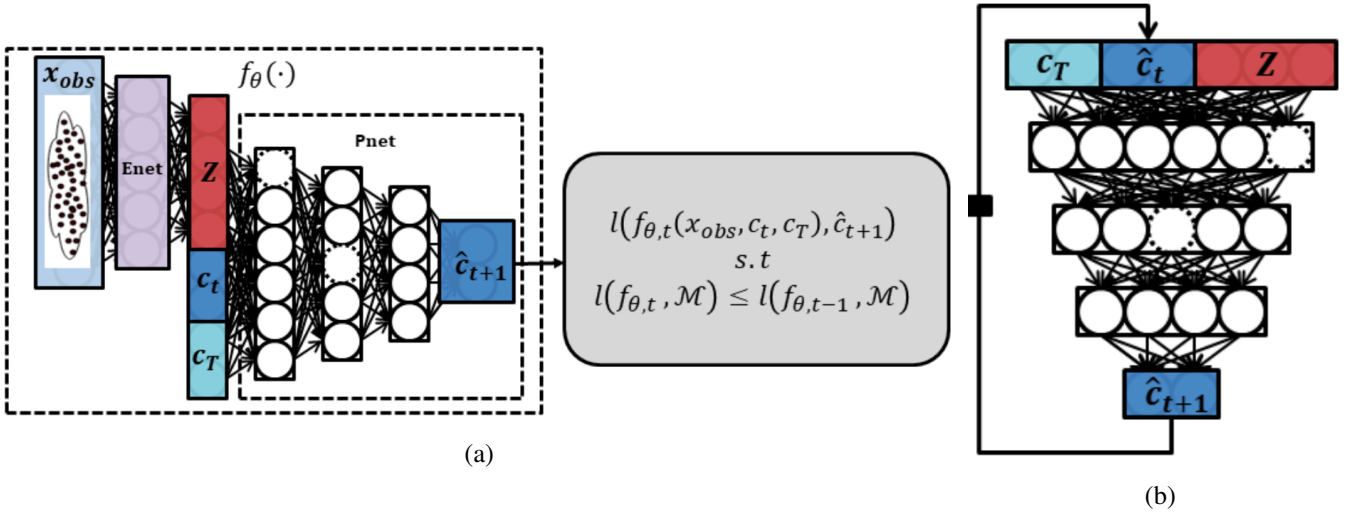 x_obs
f_θ(·)
Enet
Z
c_t
c_T
Pnet
ĉ_{t+1}
l(f_{θ,t}(x_obs, c_t, c_T), ĉ_{t+1})
s.t
l(f_{θ,t}, ℳ) ≤ l(f_{θ,t−1}, ℳ)
(a)
c_T ĉ_t Z
ĉ_{t+1}
(b)